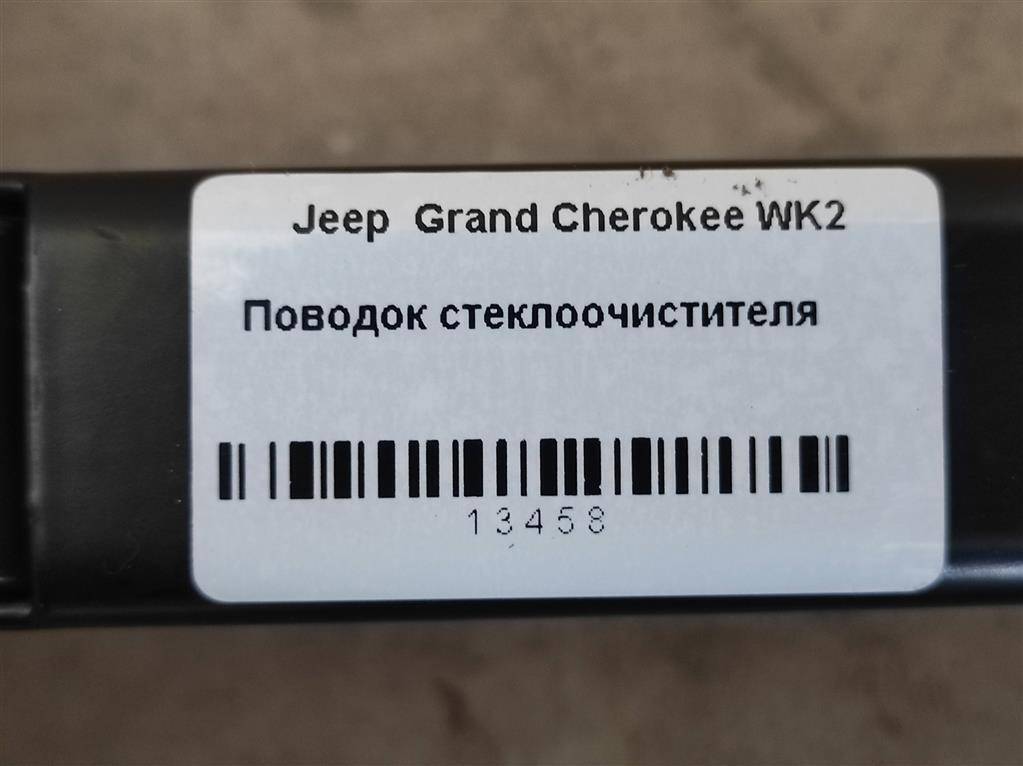 Jeep Grand Cherokee WK2
Поводок стеклоочистителя
13458